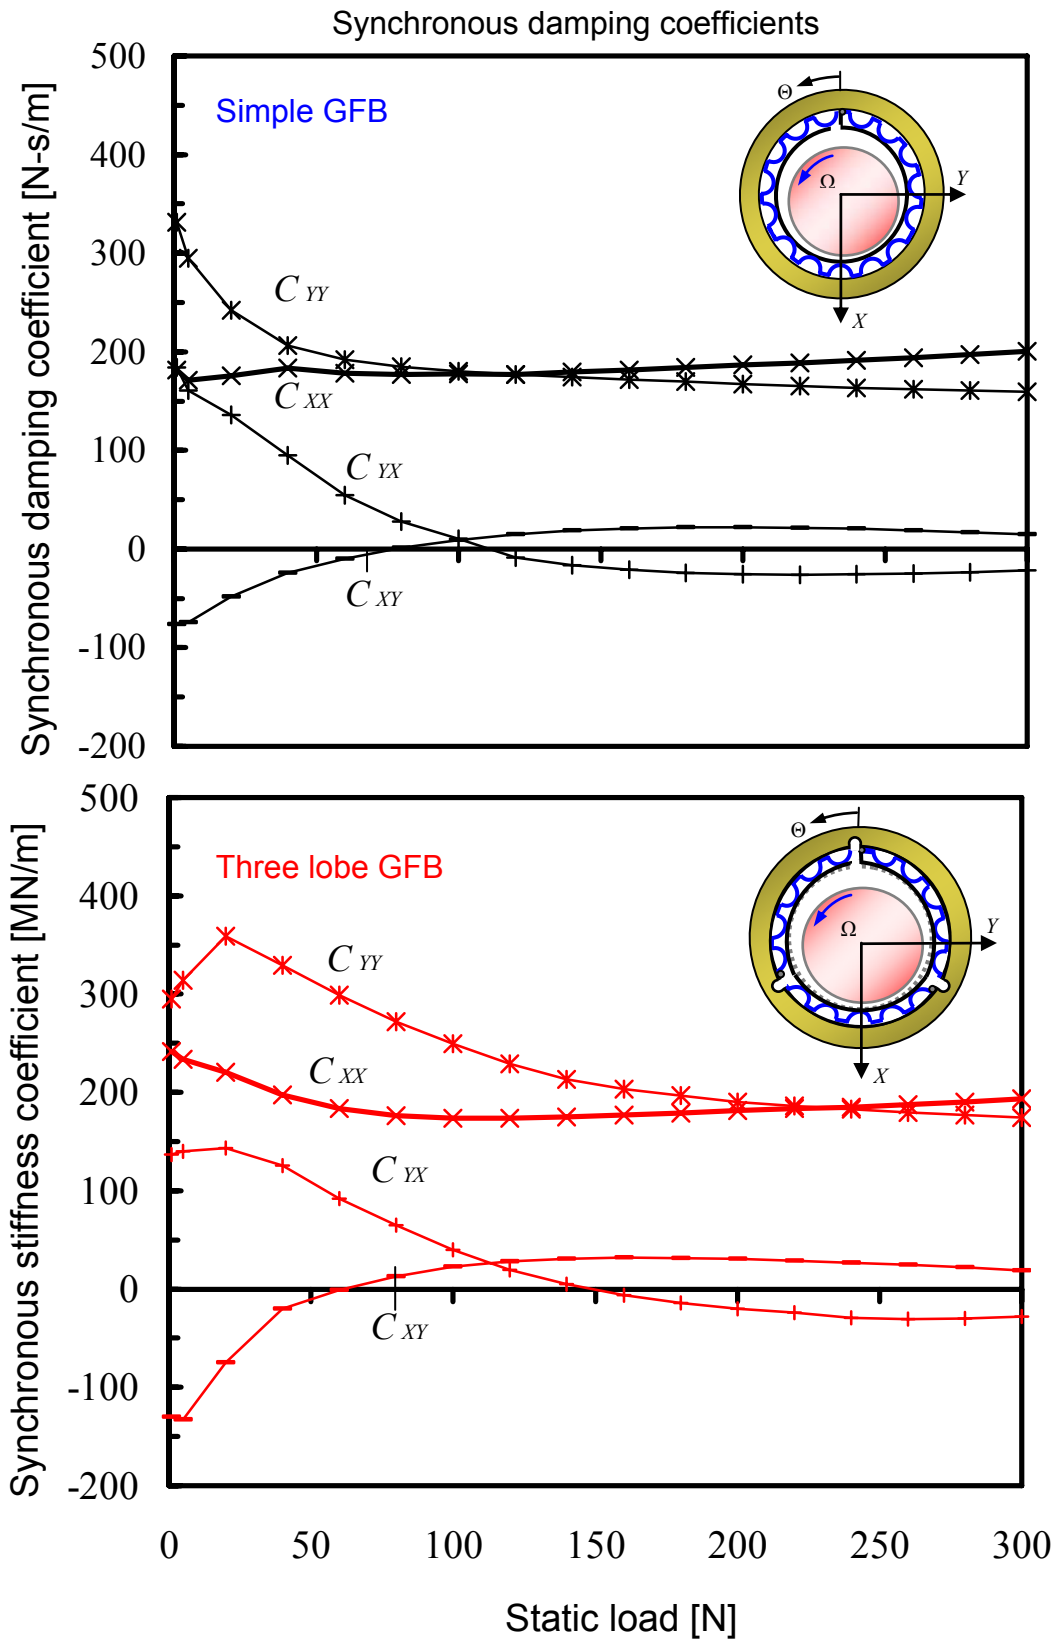 Synchronous damping coefficients
Synchronous damping coefficient [N-s/m]
500
400
300
200
100
0
-100
-200
Simple GFB
Θ
Ω
Y
X
C YY
C XX
C YX
C XY
Synchronous stiffness coefficient [MN/m]
500
400
300
200
100
0
-100
-200
Three lobe GFB
Θ
Ω
Y
X
C YY
C XX
C YX
C XY
0 50 100 150 200 250 300
Static load [N]